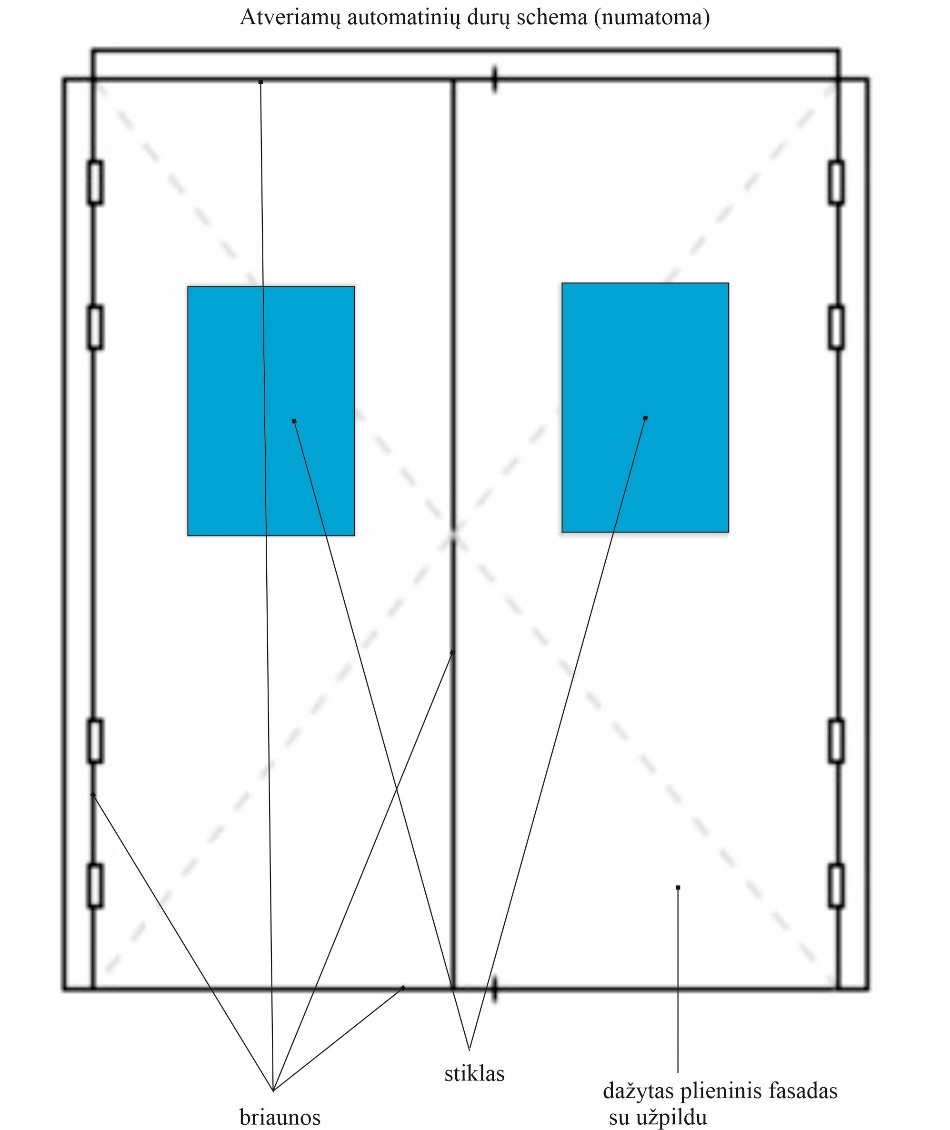 Atveriamų automatinių durų schema (numatoma)
stiklas
dažytas plieninis fasadas
su užpildu
briaunos